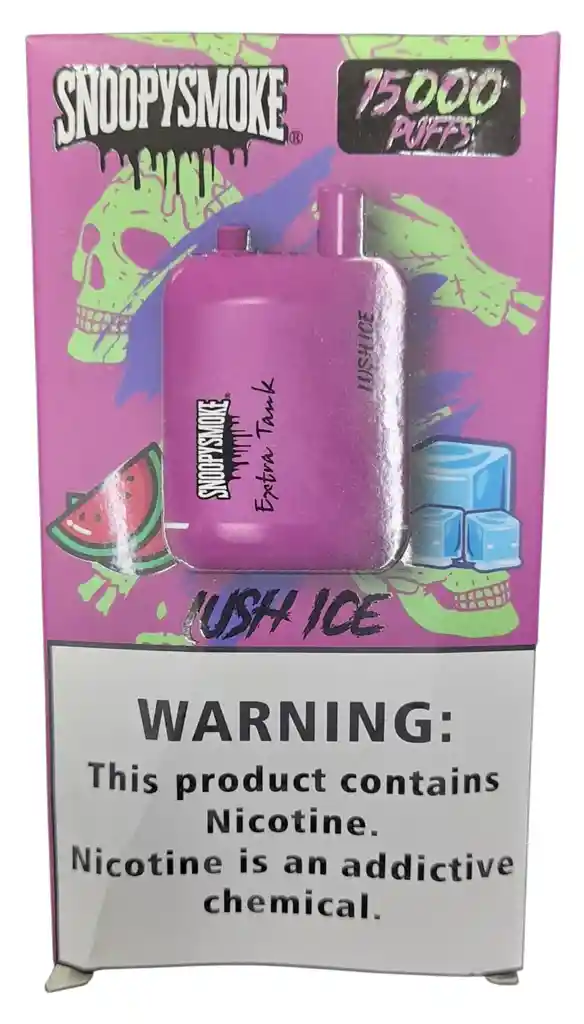 SNOOPYSMOKE®
15000
PUFFS
LUSH ICE
SNOOPYSMOKE®
Extra Tank
LUSH ICE
WARNING:
This product contains
Nicotine.
Nicotine is an addictive
chemical.